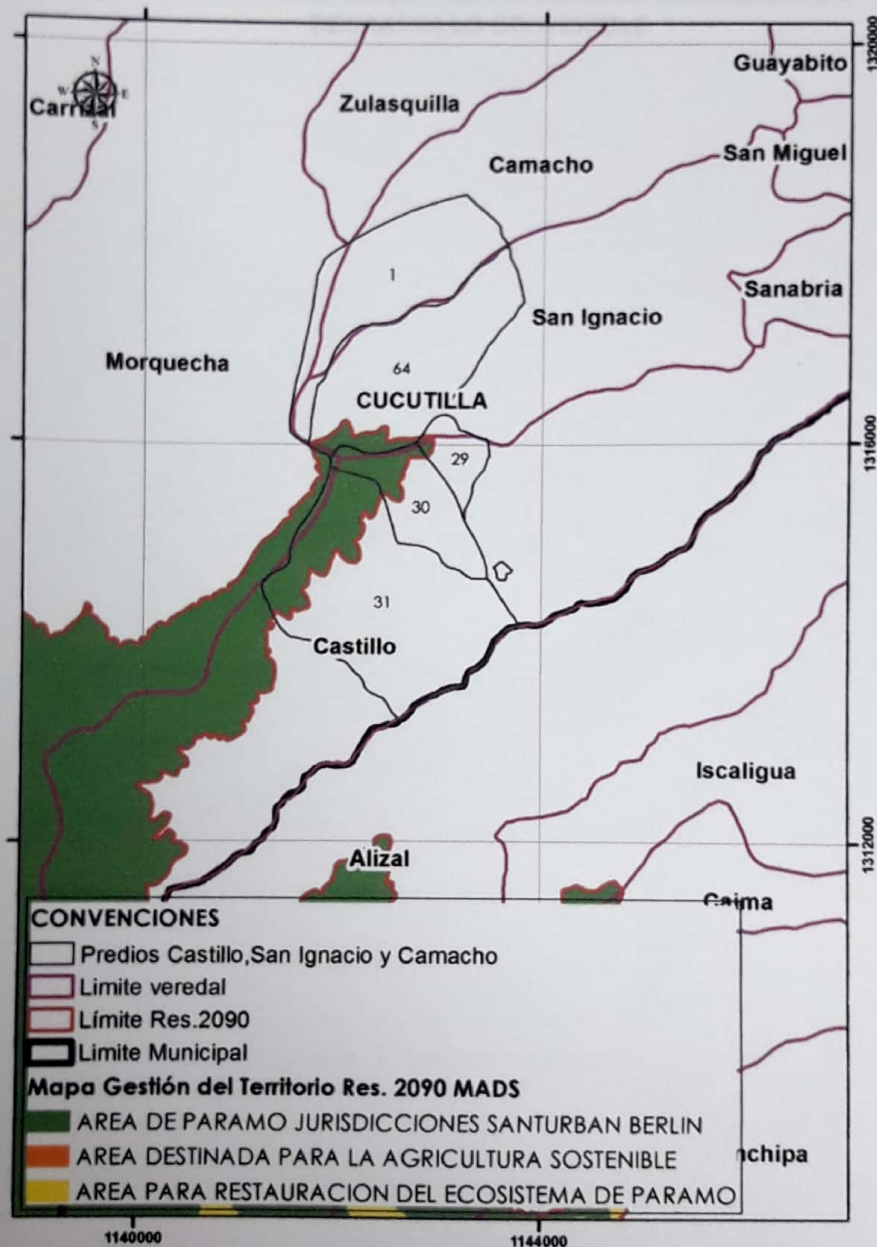 1320000
Guayabito
N
W E
S
Carrizal
Zulasquilla
Camacho
San Miguel
1
Sanabria
San Ignacio
Morquecha
64
CUCUTILLA
1316000
29
30
31
Castillo
Iscaligua
1312000
Alizal
Caima
CONVENCIONES
Predios Castillo,San Ignacio y Camacho
Limite veredal
Límite Res.2090
Limite Municipal
Mapa Gestión del Territorio Res. 2090 MADS
AREA DE PARAMO JURISDICCIONES SANTURBAN BERLIN
AREA DESTINADA PARA LA AGRICULTURA SOSTENIBLE
nchipa
AREA PARA RESTAURACION DEL ECOSISTEMA DE PARAMO
1140000
1144000